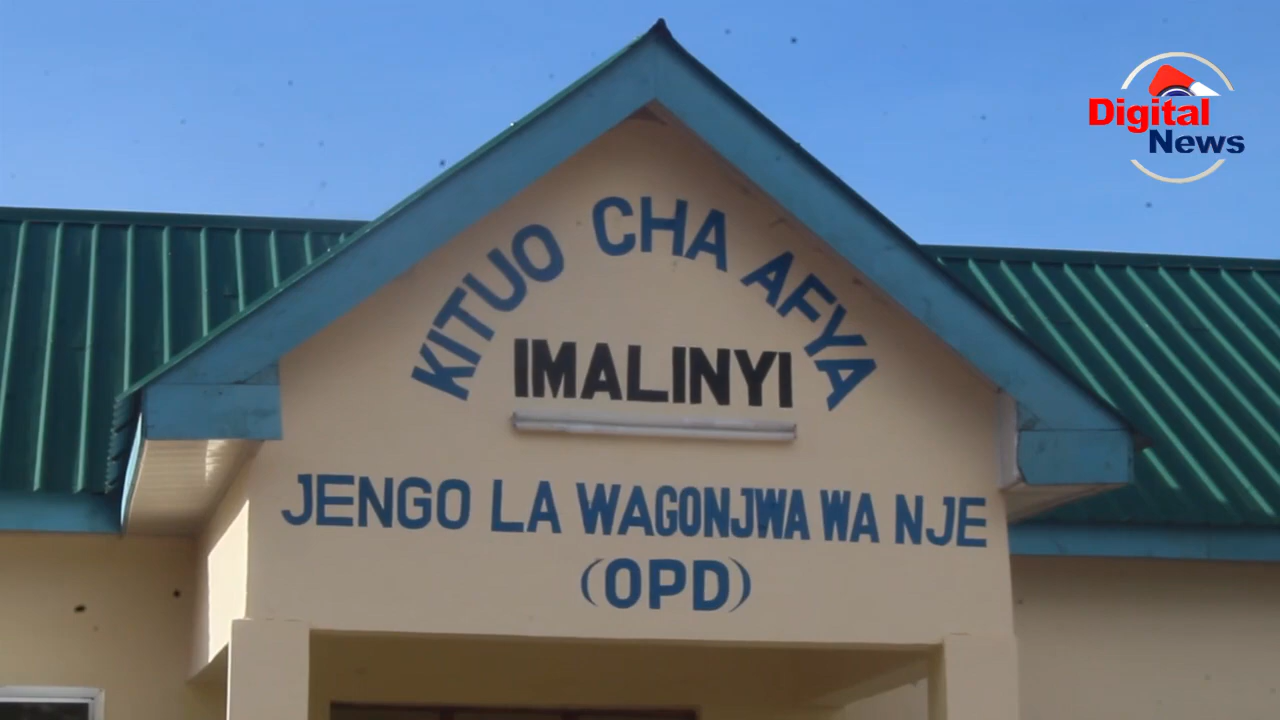 KITUO CHA AFYA
IMALINYI
JENGO LA WAGONJWA WA NJE
(OPD)
Digital
News